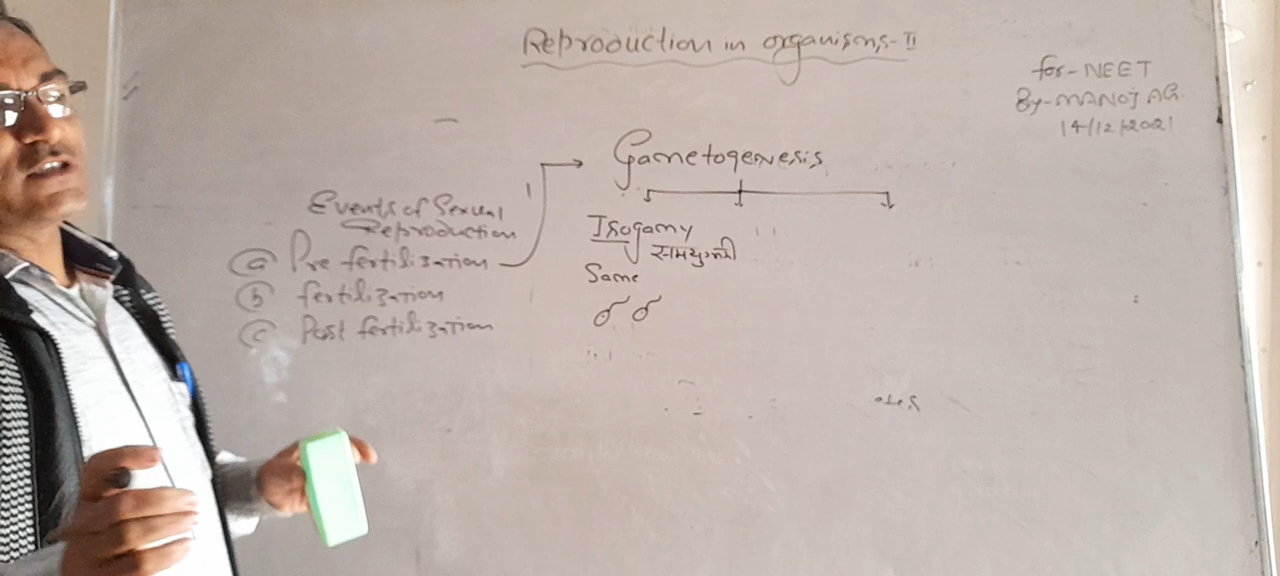 Reproduction in organisms-II
for-NEET
By-MANOJ AG.
14/12/2021
Gametogenesis
Events of Sexual
Reproduction
(a) Pre fertilization
(b) fertilization
(c) Post fertilization
Isogamy
समयुग्मी
Same